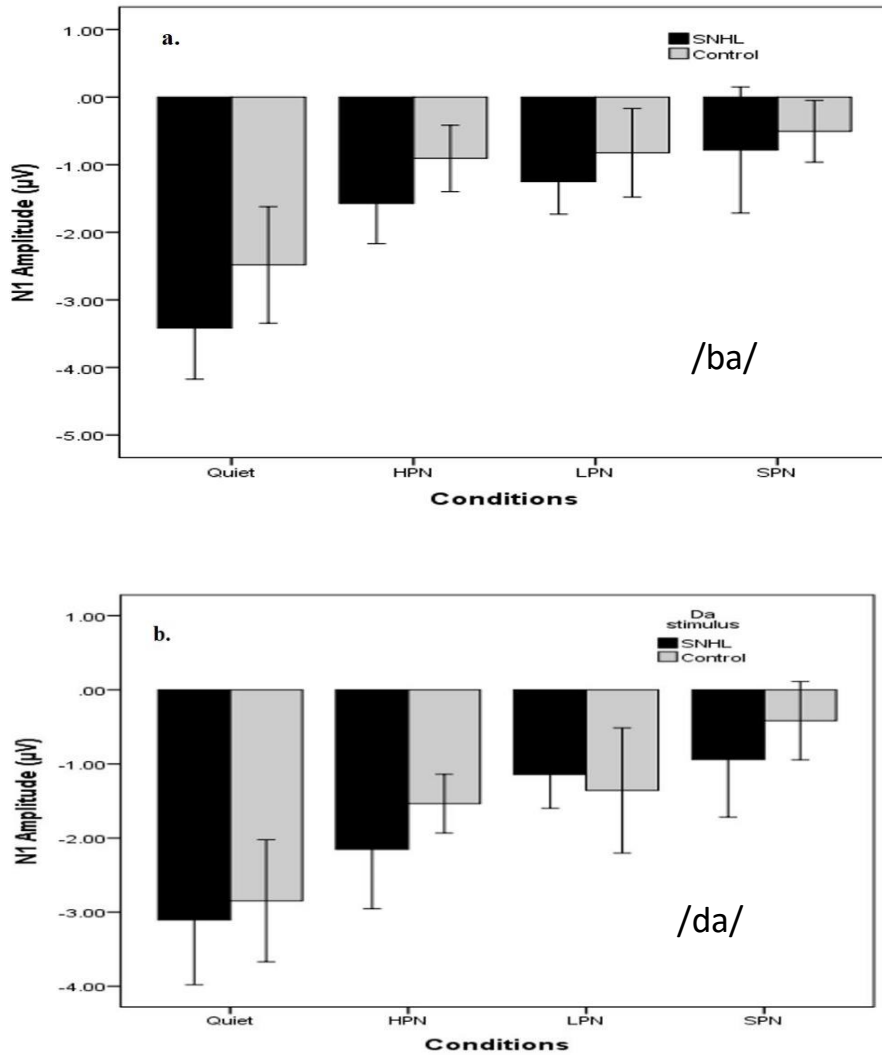 a.
SNHL
Control
1.00
.00
-1.00
-2.00
-3.00
-4.00
-5.00
N1 Amplitude (µV)
/ba/
Quiet HPN LPN SPN
Conditions
b.
Da
stimulus
SNHL
Control
1.00
.00
-1.00
-2.00
-3.00
-4.00
N1 Amplitude (µV)
/da/
Quiet HPN LPN SPN
Conditions